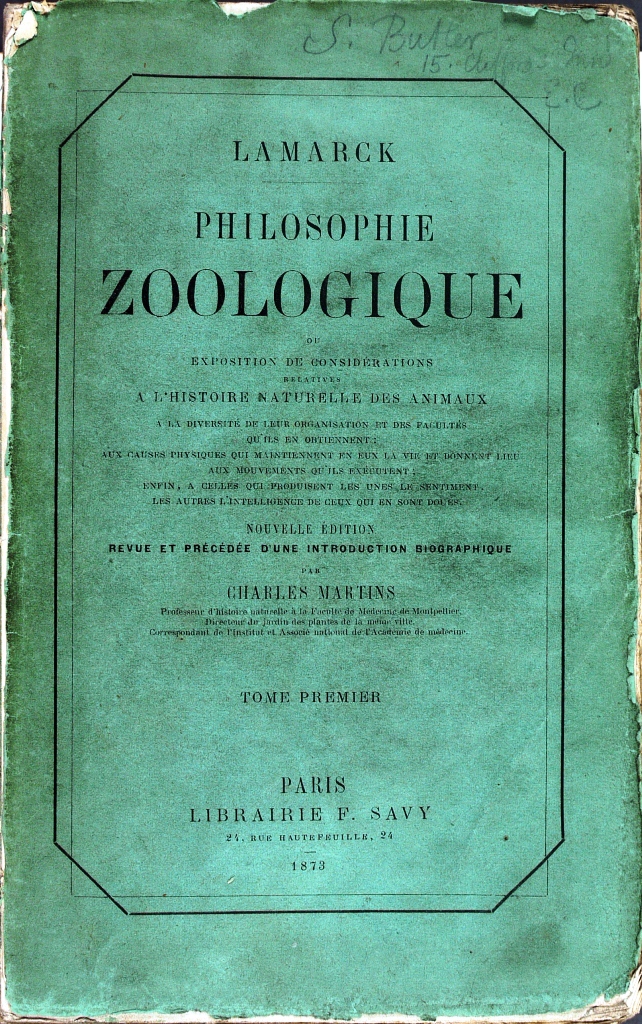 S. Butler
15. Clifford's Inn
E.C
LAMARCK
PHILOSOPHIE
ZOOLOGIQUE
OU
EXPOSITION DE CONSIDÉRATIONS
RELATIVES
A L'HISTOIRE NATURELLE DES ANIMAUX
A LA DIVERSITÉ DE LEUR ORGANISATION ET DES FACULTÉS
QU'ILS EN OBTIENNENT;
AUX CAUSES PHYSIQUES QUI MAINTIENNENT EN EUX LA VIE ET DONNENT LIEU
AUX MOUVEMENTS QU'ILS EXÉCUTENT;
ENFIN, A CELLES QUI PRODUISENT LES UNES LE SENTIMENT,
LES AUTRES L'INTELLIGENCE DE CEUX QUI EN SONT DOUÉS.
NOUVELLE ÉDITION
REVUE ET PRÉCÉDÉE D'UNE INTRODUCTION BIOGRAPHIQUE
PAR
CHARLES MARTINS
Professeur d'histoire naturelle à la Faculté de Médecine de Montpellier,
Directeur du Jardin des plantes de la même ville,
Correspondant de l'Institut et Associé national de l'Académie de médecine.
TOME PREMIER
PARIS
LIBRAIRIE F. SAVY
24, RUE HAUTEFEUILLE, 24
1873